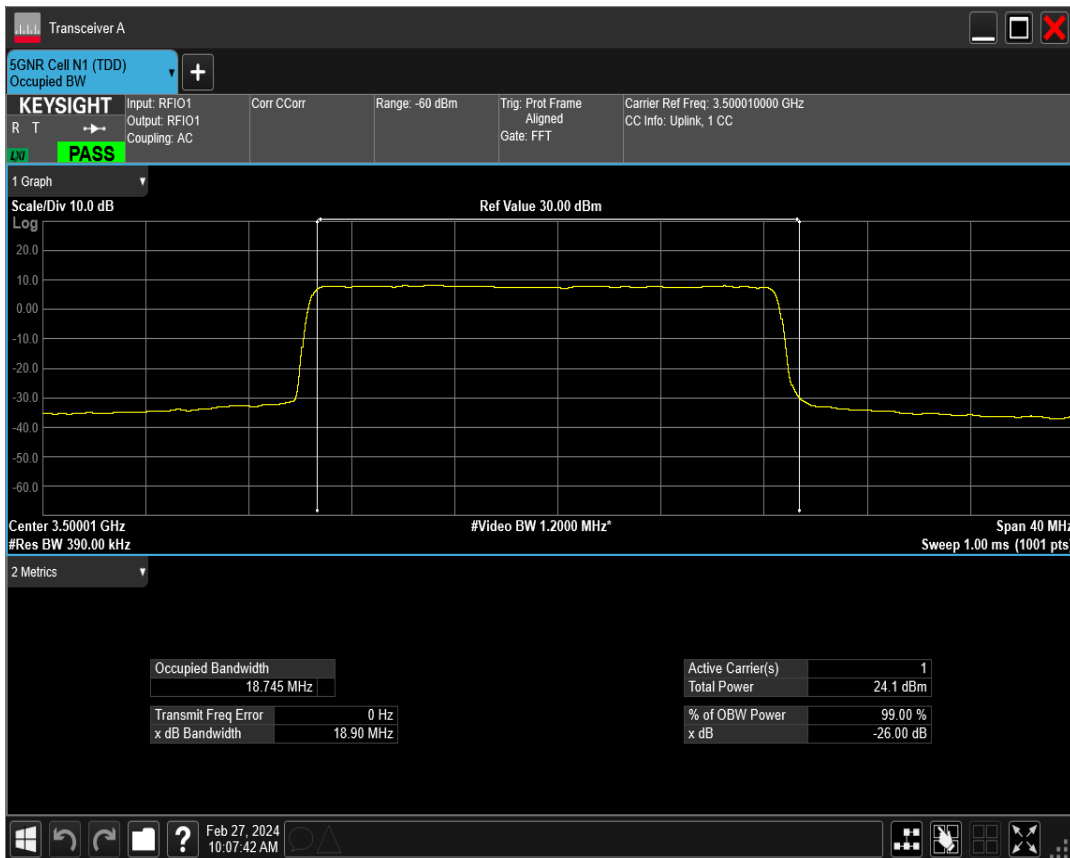 Transceiver A
5GNR Cell N1 (TDD)
Occupied BW
+
KEYSIGHT
R T
LXI
PASS
Input: RFIO1
Output: RFIO1
Coupling: AC
Corr CCorr
Range: -60 dBm
Trig: Prot Frame
Aligned
Gate: FFT
Carrier Ref Freq: 3.500010000 GHz
CC Info: Uplink, 1 CC
1 Graph
Scale/Div 10.0 dB
Ref Value 30.00 dBm
Log
20.0
10.0
0.00
-10.0
-20.0
-30.0
-40.0
-50.0
-60.0
Center 3.50001 GHz
#Video BW 1.2000 MHz*
Span 40 MHz
#Res BW 390.00 kHz
Sweep 1.00 ms (1001 pts)
2 Metrics
Occupied Bandwidth
18.745 MHz
Transmit Freq Error 0 Hz
x dB Bandwidth 18.90 MHz
Active Carrier(s) 1
Total Power 24.1 dBm
% of OBW Power 99.00 %
x dB -26.00 dB
?
Feb 27, 2024
10:07:42 AM